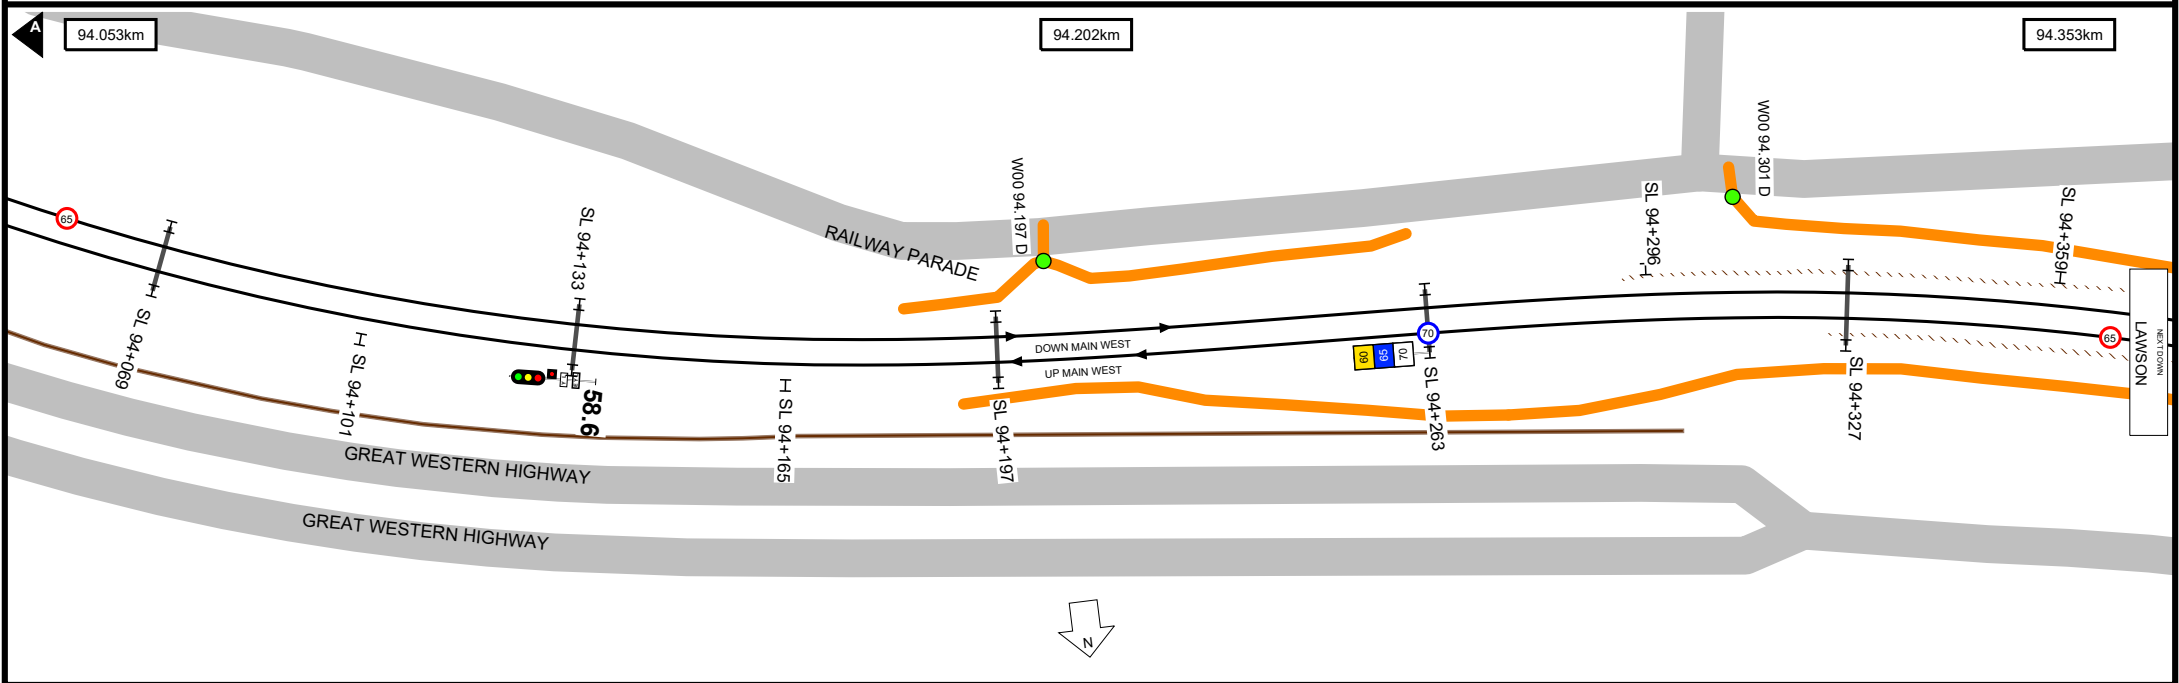 A
94.053km
94.202km
94.353km
W00 94.301 D
W00 94.197 D
SL 94+296
SL 94+359
65
SL 94+133
RAILWAY PARADE
DOWN MAIN WEST
UP MAIN WEST
70
60
65
70
65
LAWSON
NEXT DOWN
SL 94+069
SL 94+101
58.6
SL 94+165
SL 94+197
SL 94+263
SL 94+327
GREAT WESTERN HIGHWAY
GREAT WESTERN HIGHWAY
N